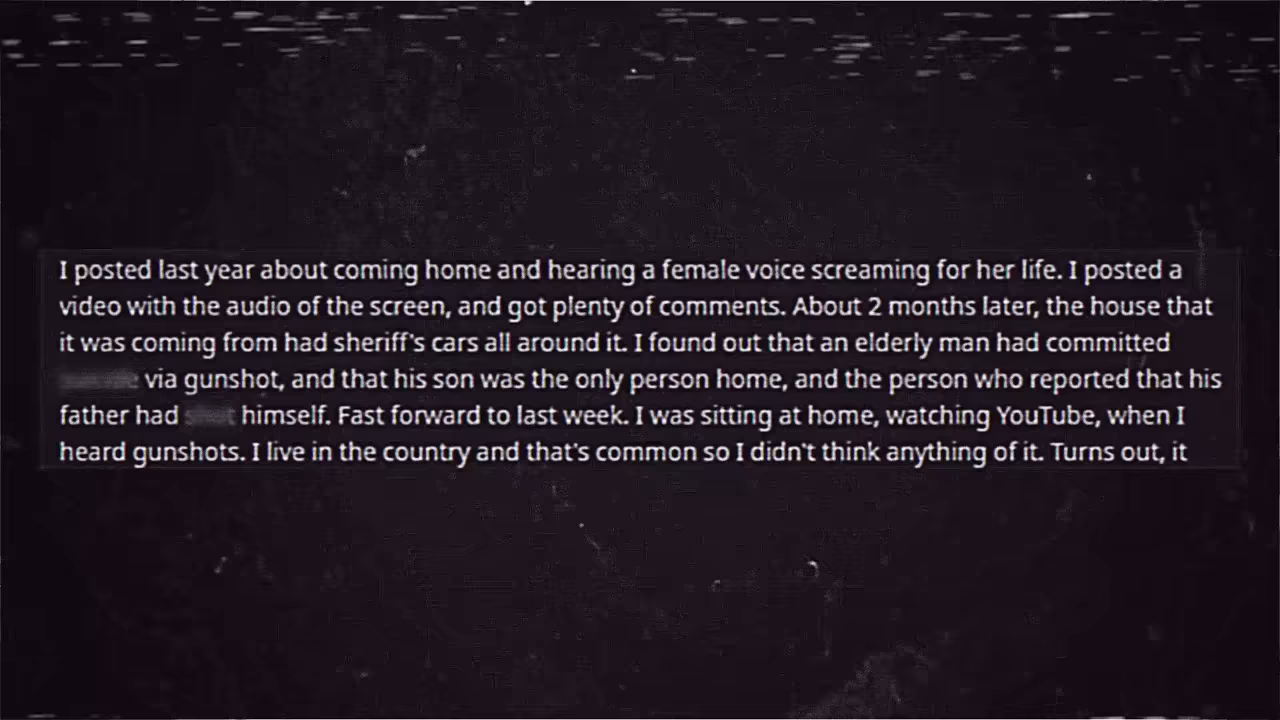 I posted last year about coming home and hearing a female voice screaming for her life. I posted a
video with the audio of the screen, and got plenty of comments. About 2 months later, the house that
it was coming from had sheriff's cars all around it. I found out that an elderly man had committed
via gunshot, and that his son was the only person home, and the person who reported that his
father had himself. Fast forward to last week. I was sitting at home, watching YouTube, when I
heard gunshots. I live in the country and that's common so I didn't think anything of it. Turns out, it